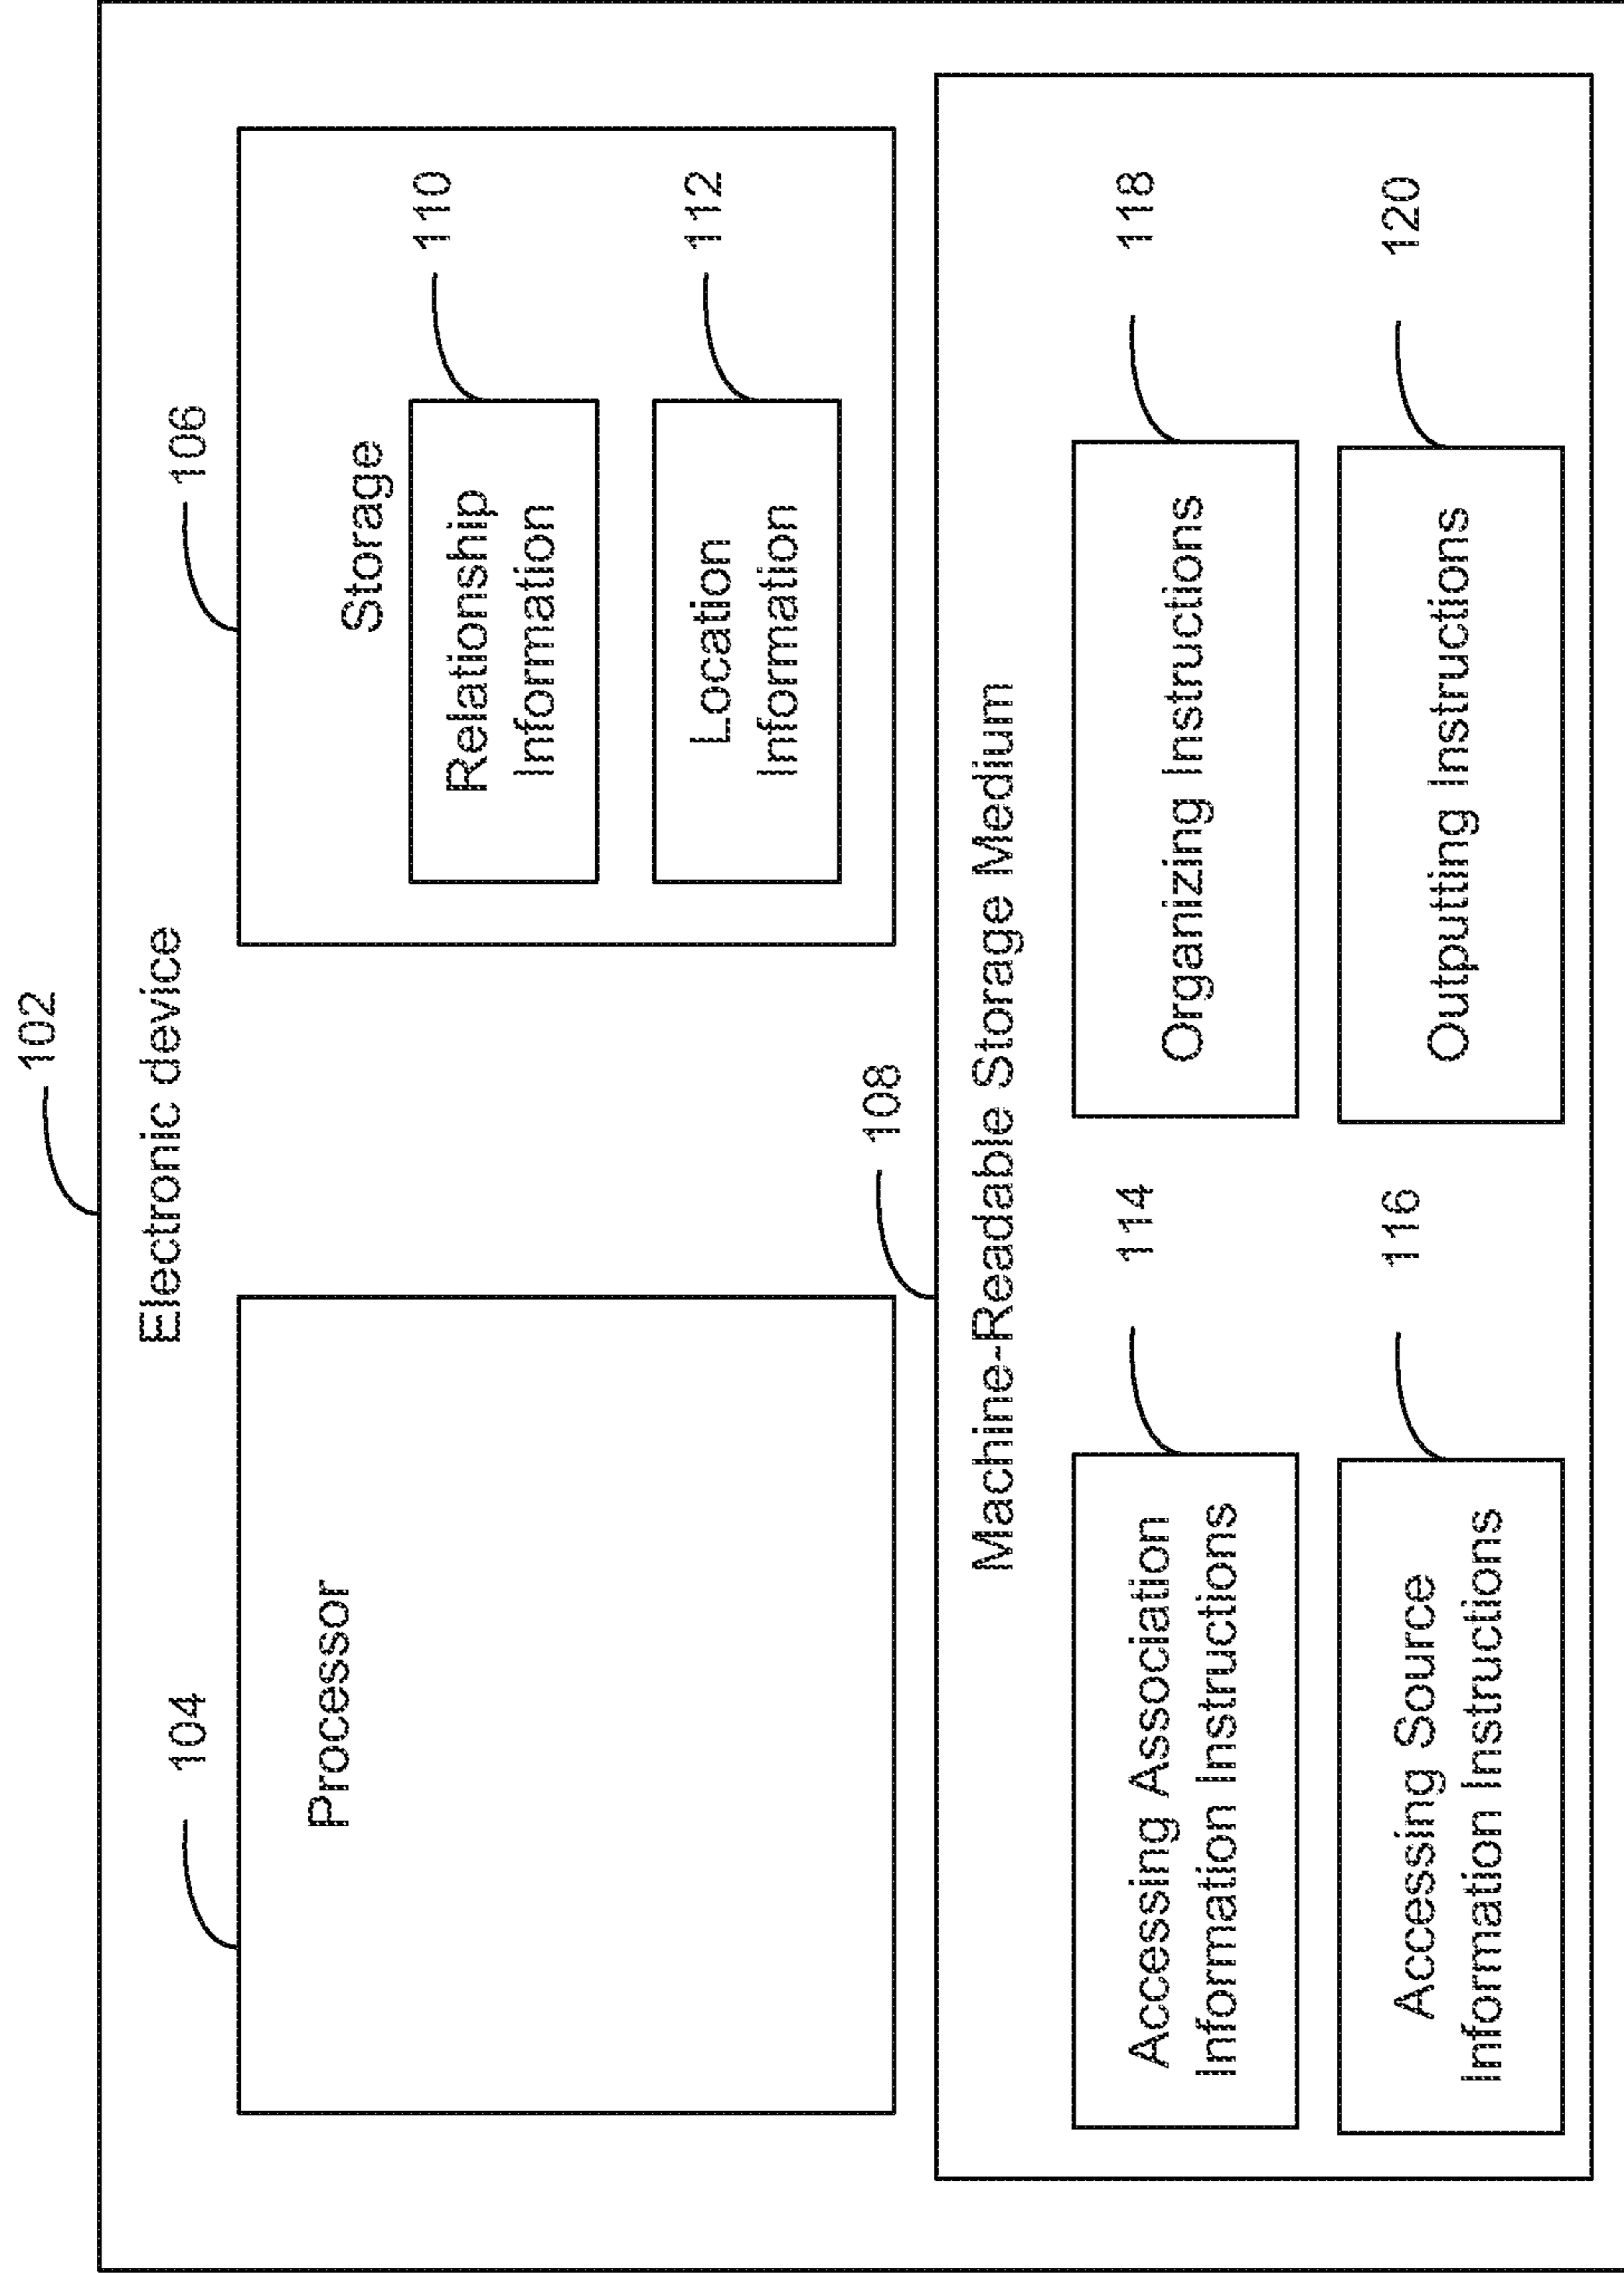 102
Electronic device
104
Processor
106
Storage
110
Relationship
Information
112
Location
Information
108
Machine-Readable Storage Medium
114
Accessing Association
Information Instructions
118
Organizing Instructions
116
Accessing Source
Information Instructions
120
Outputting Instructions